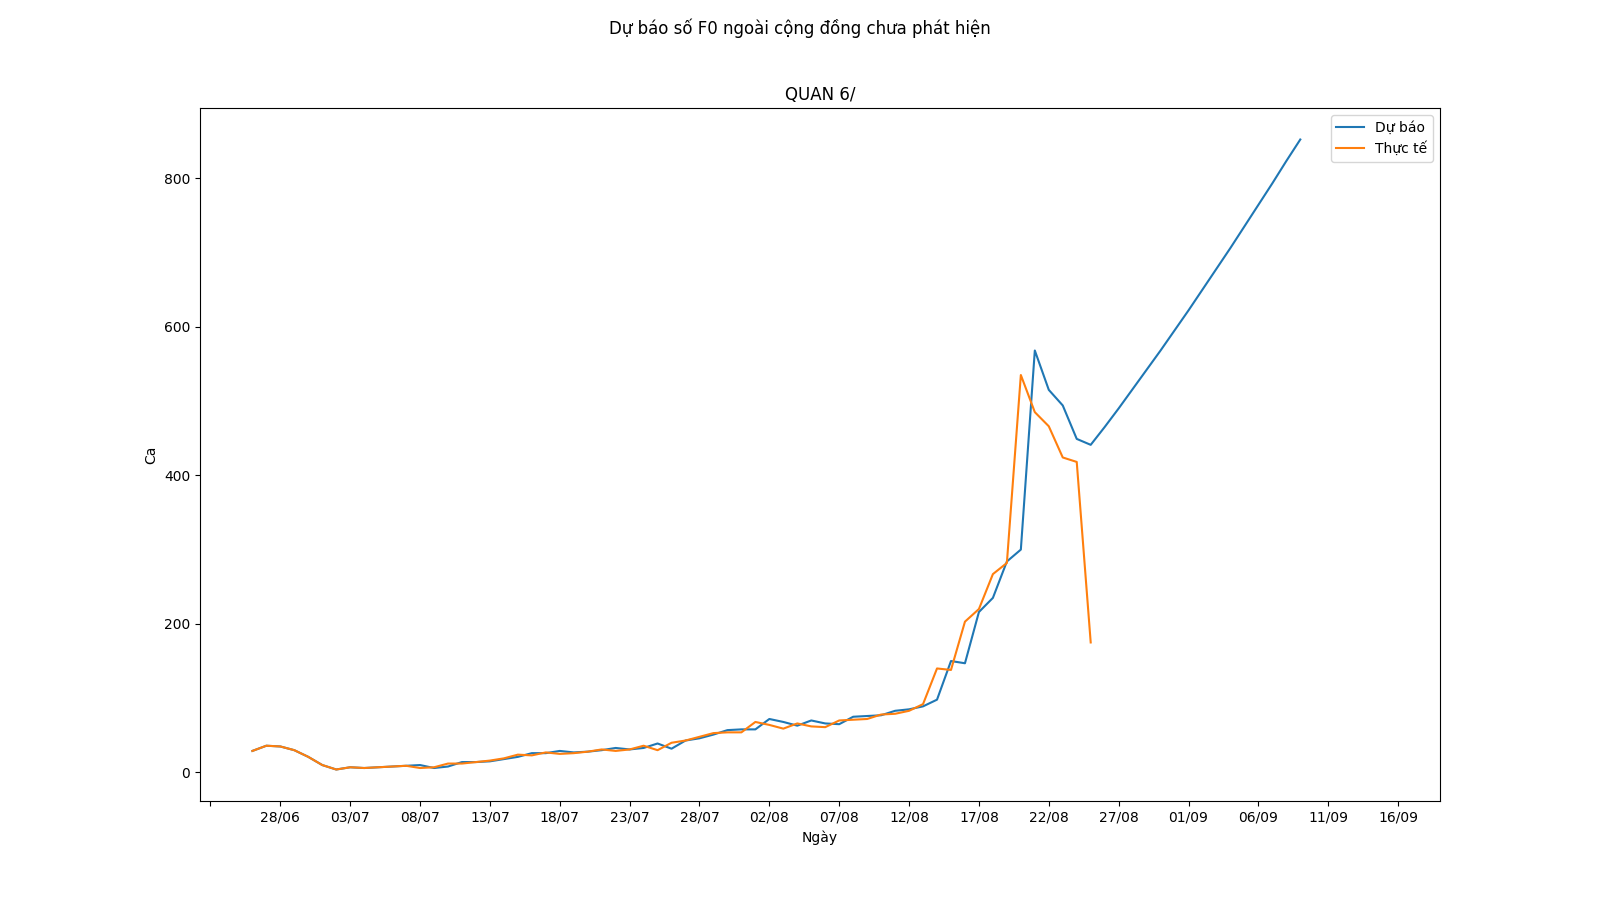 Dự báo số F0 ngoài cộng đồng chưa phát hiện
QUAN 6/
Dự báo
Thực tế
800
600
400
200
0
Ca
28/06 03/07 08/07 13/07 18/07 23/07 28/07 02/08 07/08 12/08 17/08 22/08 27/08 01/09 06/09 11/09 16/09
Ngày